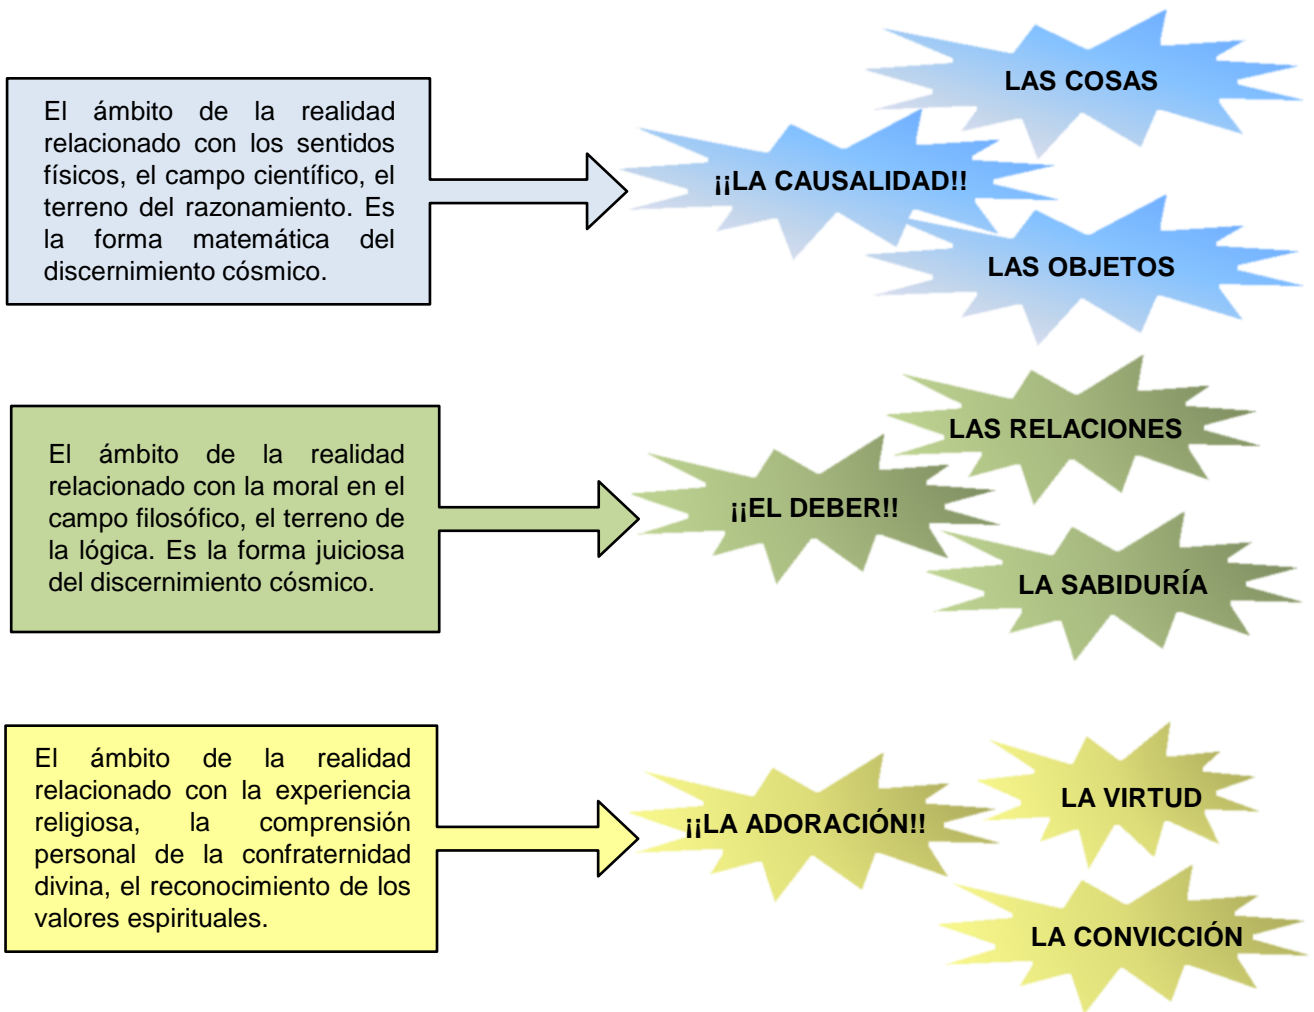 El ámbito de la realidad
relacionado con los sentidos
físicos, el campo científico, el
terreno del razonamiento. Es
la forma matemática del
discernimiento cósmico.
¡¡LA CAUSALIDAD!!
LAS COSAS
LAS OBJETOS
El ámbito de la realidad
relacionado con la moral en el
campo filosófico, el terreno de
la lógica. Es la forma juiciosa
del discernimiento cósmico.
¡¡EL DEBER!!
LAS RELACIONES
LA SABIDURÍA
El ámbito de la realidad
relacionado con la experiencia
religiosa, la comprensión
personal de la confraternidad
divina, el reconocimiento de los
valores espirituales.
¡¡LA ADORACIÓN!!
LA VIRTUD
LA CONVICCIÓN